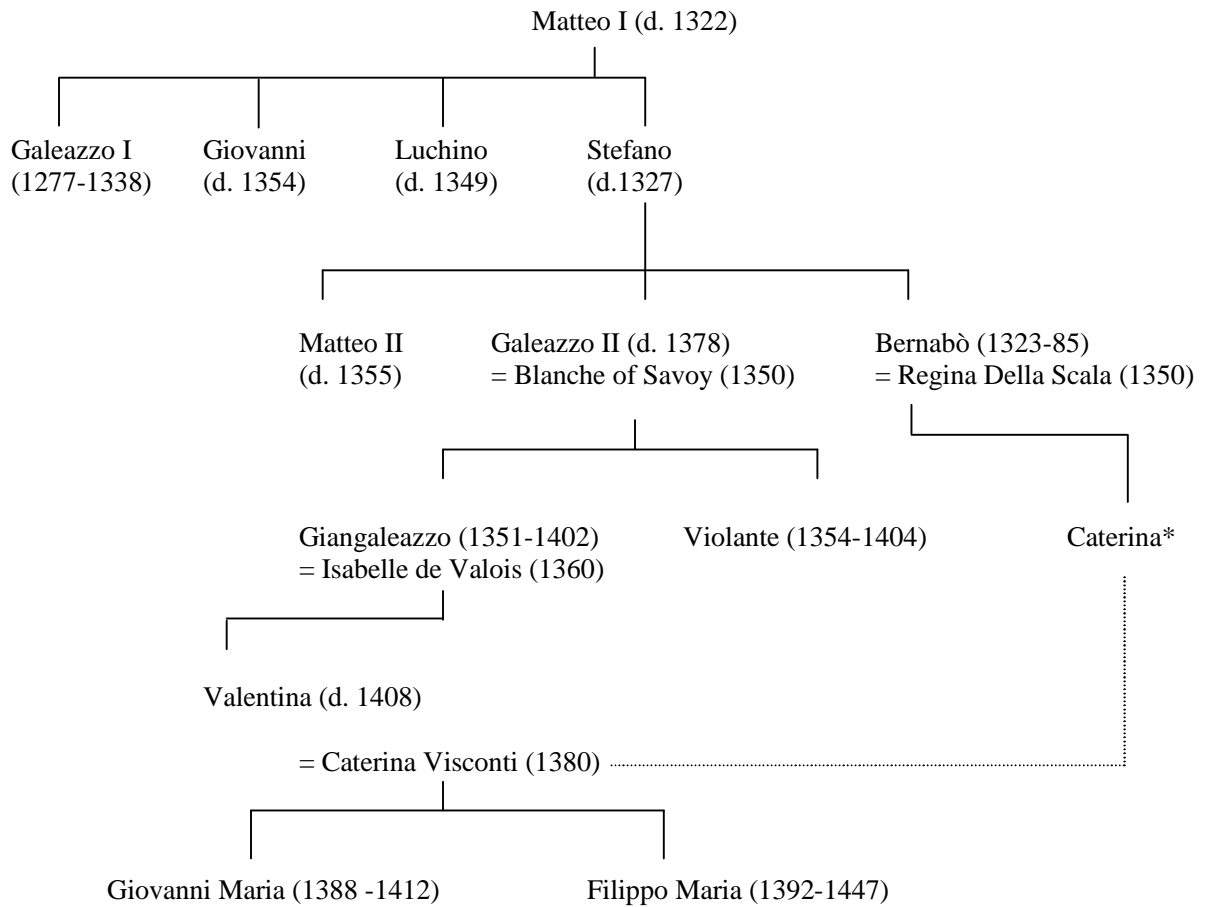 Matteo I (d. 1322)
Galeazzo I
(1277-1338)
Giovanni
(d. 1354)
Luchino
(d. 1349)
Stefano
(d.1327)
Matteo II
(d. 1355)
Galeazzo II (d. 1378)
= Blanche of Savoy (1350)
Bernabò (1323-85)
= Regina Della Scala (1350)
Giangaleazzo (1351-1402)
= Isabelle de Valois (1360)
Violante (1354-1404)
Caterina*
Valentina (d. 1408)
= Caterina Visconti (1380)
Giovanni Maria (1388 -1412)
Filippo Maria (1392-1447)